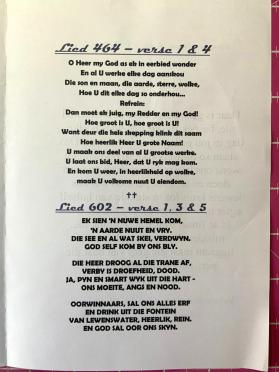 Lied 464 – verse 1 & 4
O Heer my God as ek in eerbied wonder
En al U werke elke dag aanskou
Die son en maan, die aarde, sterre, wolke,
Hoe U dit elke dag so onderhou...
Refrein:
Dan moet ek juig, my Redder en my God!
Hoe groot is U, hoe groot is U!
Want deur die hele skepping klink dit saam
Hoe heerlik Heer U grote Naam!
U maak ons deel van al U grootse werke.
U laat ons bid, Heer, dat U ryk mag kom.
En kom U weer, in heerlikheid op wolke,
maak U volkome nuut U eiendom.
††
Lied 602 – verse 1, 3 & 5
EK SIEN 'N NUWE HEMEL KOM,
'N AARDE NUUT EN VRY.
DIE SEE EN AL WAT SKEI, VERDWYN.
GOD SELF KOM BY ONS BLY.
DIE HEER DROOG AL DIE TRANE AF,
VERBY IS DROEFHEID, DOOD.
JA, PYN EN SMART WYK UIT DIE HART -
ONS MOEITE, ANGS EN NOOD.
OORWINNAARS, SAL ONS ALLES ERF
EN DRINK UIT DIE FONTEIN
VAN LEWENSWATER, HEERLIK, REIN.
EN GOD SAL OOR ONS SKYN.